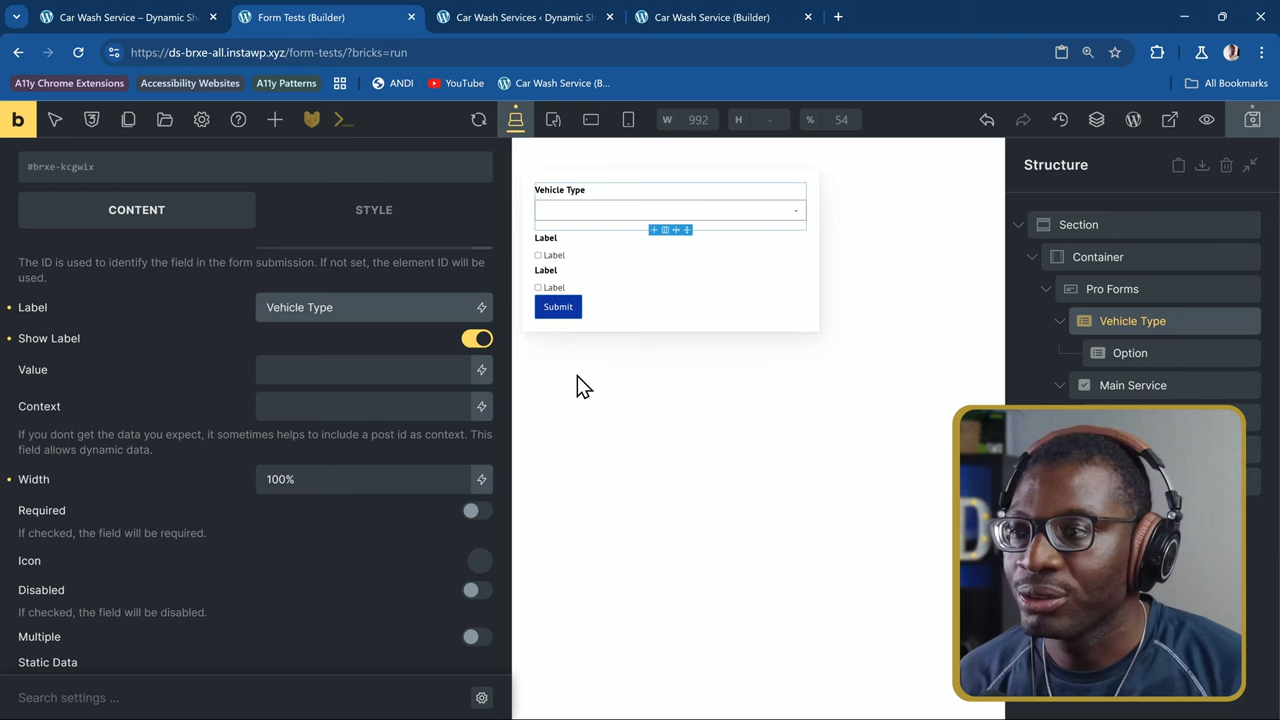 Car Wash Service – Dynamic Sh
Form Tests (Builder)
Car Wash Services ‹ Dynamic Sh
Car Wash Service (Builder)
https://ds-brxe-all.instawp.xyz/form-tests/?bricks=run
A11y Chrome Extensions
Accessibility Websites
A11y Patterns
ANDI
YouTube
Car Wash Service (B...
All Bookmarks
b
W 992
H -
% 54
#brxe-kcgwix
CONTENT
STYLE
The ID is used to identify the field in the form submission. If not set, the element ID will be
used.
Label
Vehicle Type
Show Label
Value
Context
If you dont get the data you expect, it sometimes helps to include a post id as context. This
field allows dynamic data.
Width
100%
Required
If checked, the field will be required.
Icon
Disabled
If checked, the field will be disabled.
Multiple
Static Data
Search settings ...
Vehicle Type
Label
Label
Label
Label
Submit
Structure
Section
Container
Pro Forms
Vehicle Type
Option
Main Service